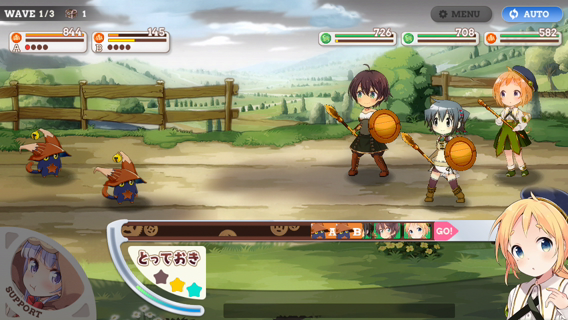 WAVE 1/3 1
MENU
AUTO
844
145
726
708
582
A
B
A B GO!
とっておき
SUPPORT